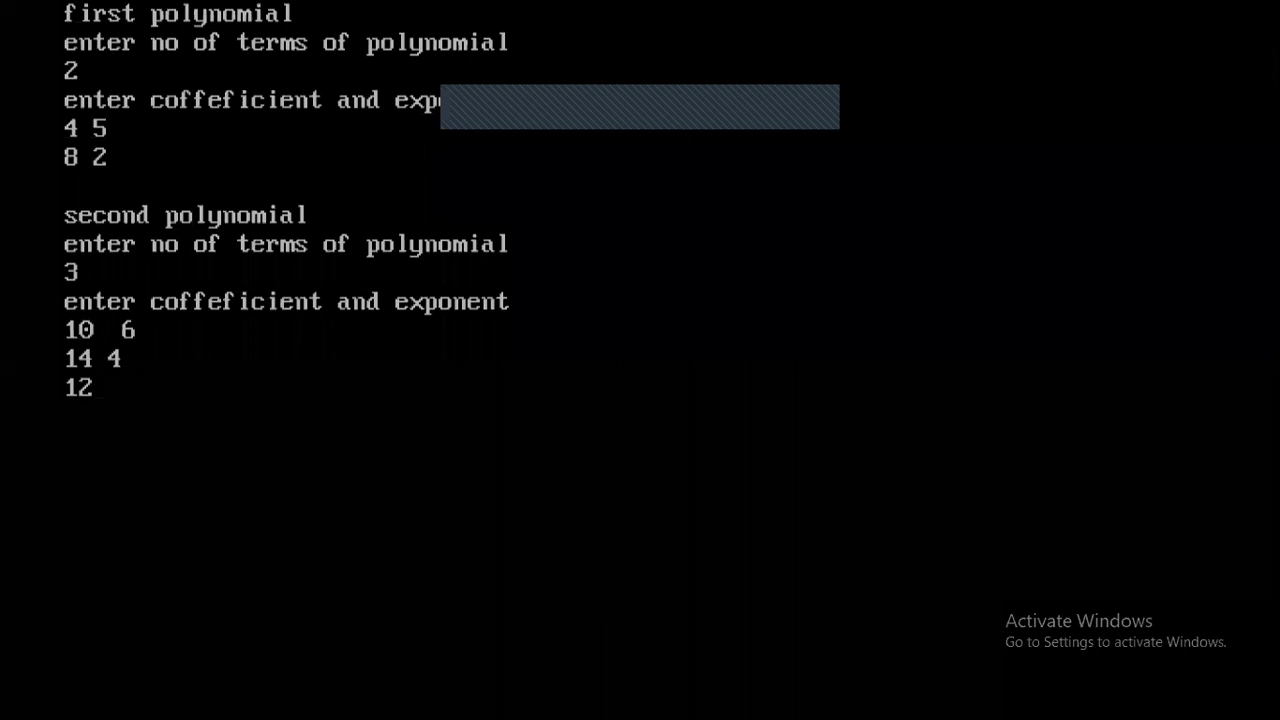 first polynomial
enter no of terms of polynomial
2
enter coffeficient and
4 5
8 2
second polynomial
enter no of terms of polynomial
3
enter coffeficient and exponent
10  6
14 4
12
Activate Windows
Go to Settings to activate Windows.